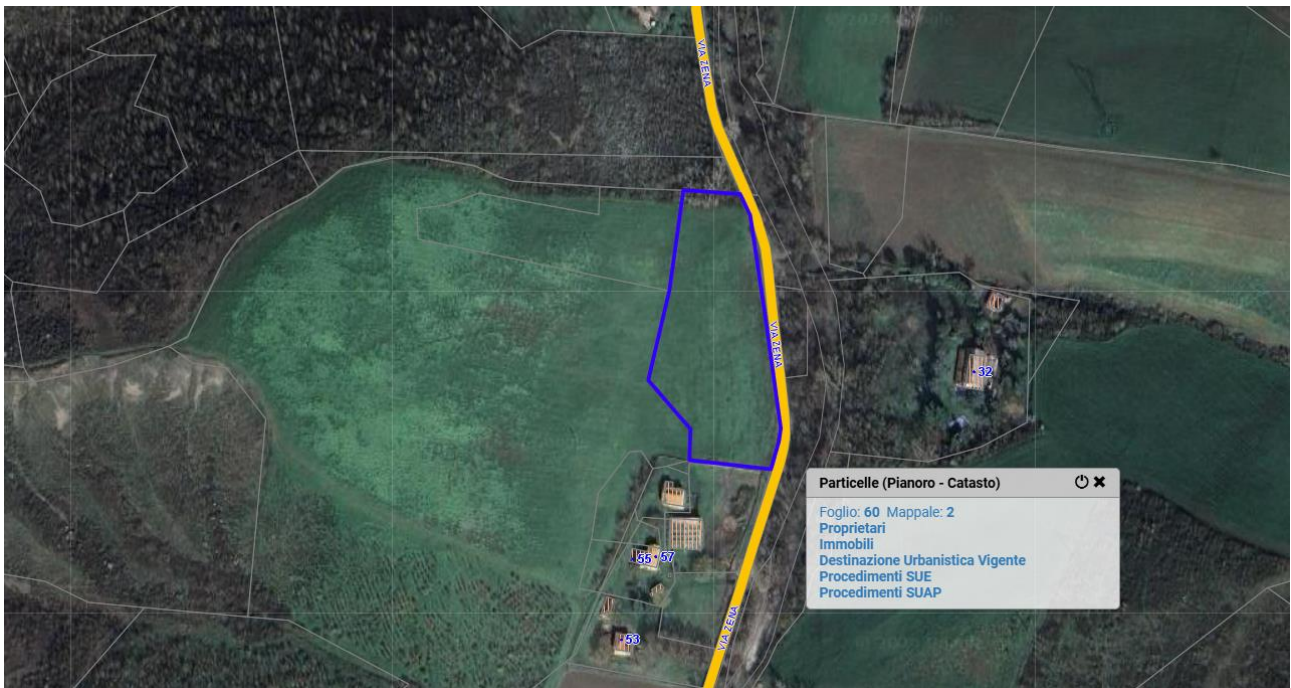 VIA ZENA
VIA ZENA
32
Particelle (Pianoro - Catasto)
Foglio: 60 Mappale: 2
Proprietari
Immobili
Destinazione Urbanistica Vigente
Procedimenti SUE
Procedimenti SUAP
55 57
VIA ZENA
53